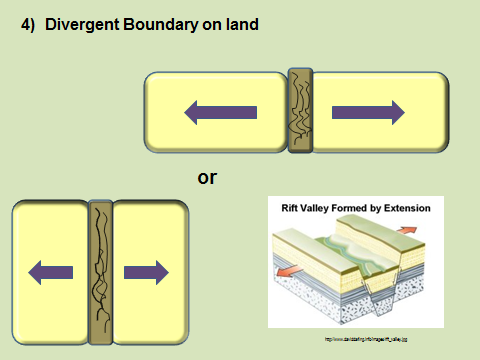 4) Divergent Boundary on land
or
Rift Valley Formed by Extension